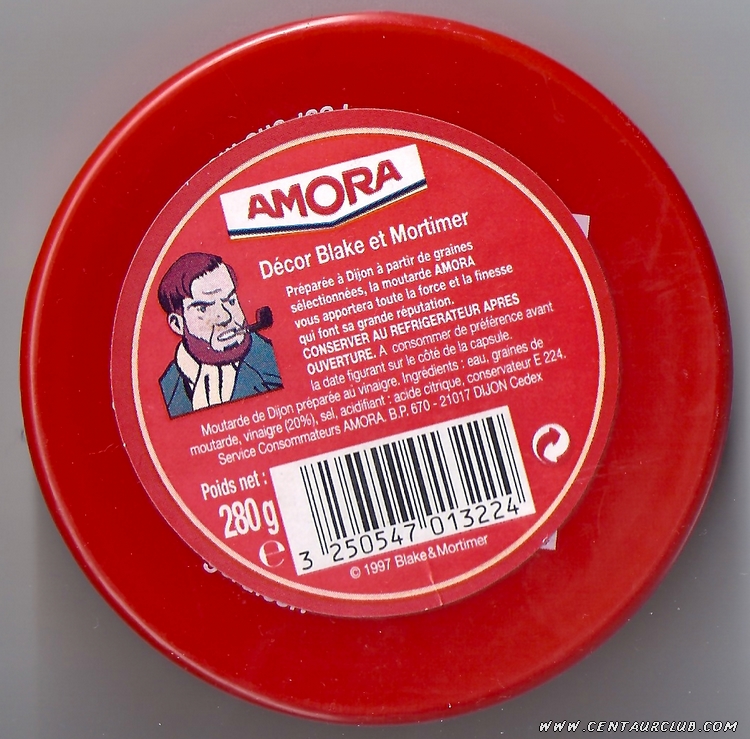 AMORA
Décor Blake et Mortimer
Préparée à Dijon à partir de graines
sélectionnées, la moutarde AMORA
vous apportera toute la force et la finesse
qui font sa grande réputation.
CONSERVER AU REFRIGERATEUR APRES
OUVERTURE. A consommer de préférence avant
la date figurant sur le côté de la capsule.
Moutarde de Dijon préparée au vinaigre. Ingrédients : eau, graines de
moutarde, vinaigre (20%), sel, acidifiant : acide citrique, conservateur E 224.
Service Consommateurs AMORA. B.P. 670 - 21017 DIJON Cedex
Poids net :
280 g
e
3 250547 013224
© 1997 Blake & Mortimer
WWW.CENTAURCLUB.COM